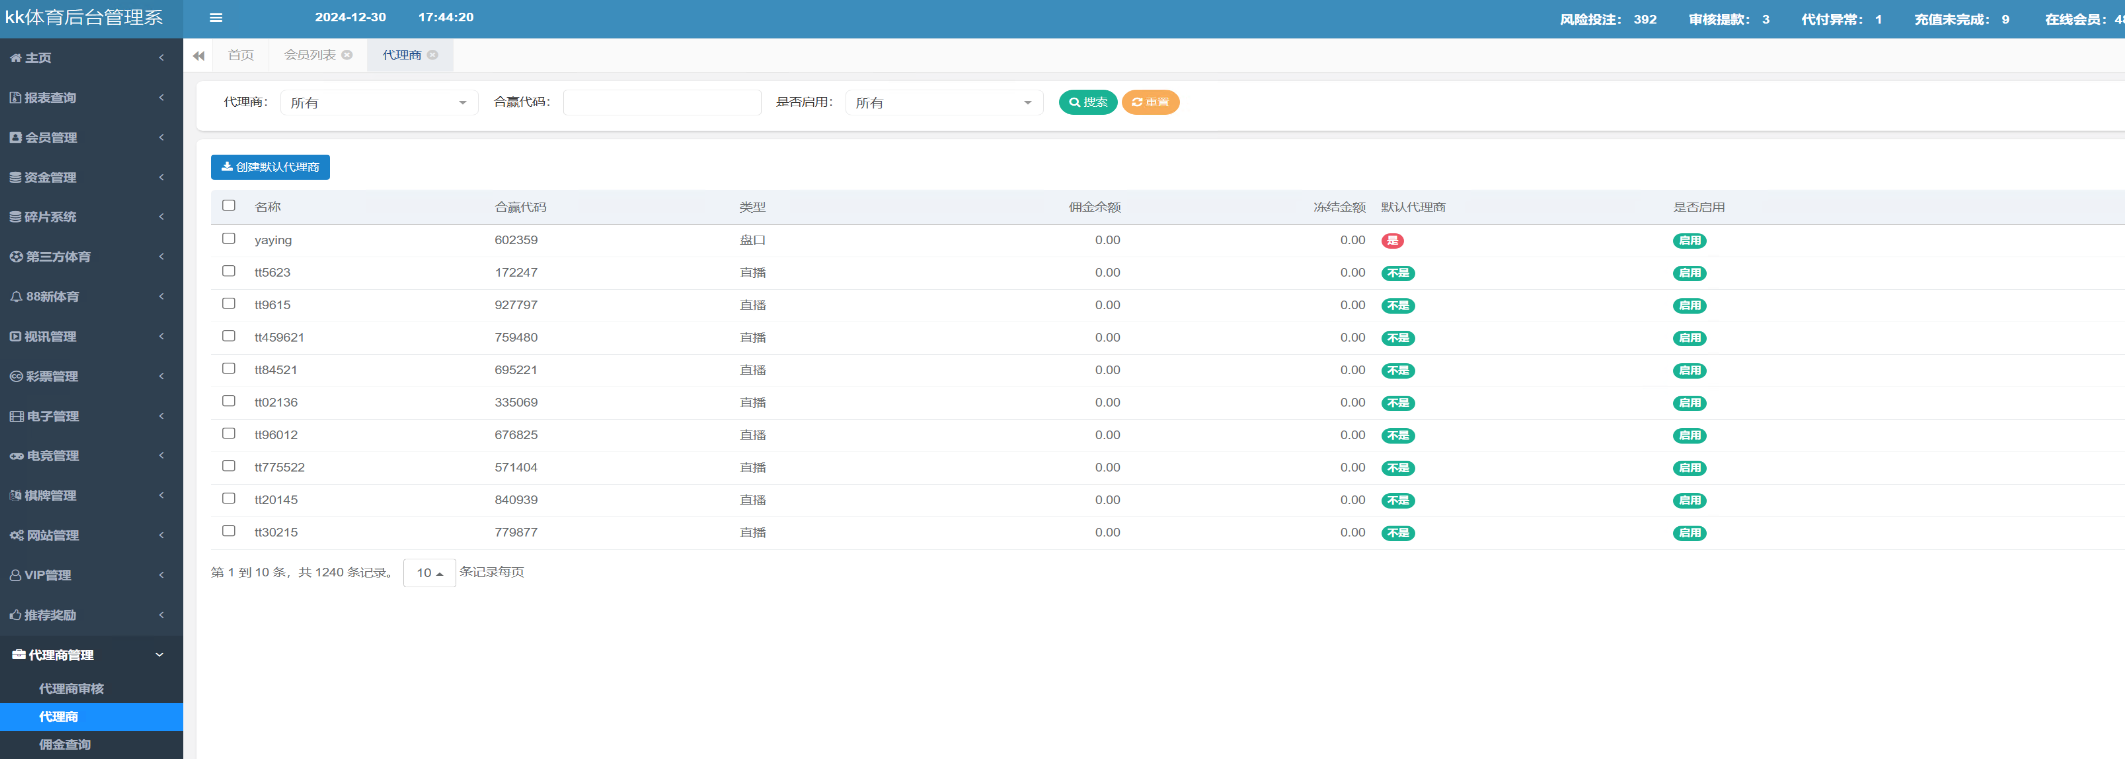 kk体育后台管理系
2024-12-30 17:44:20 风险投注: 392 审核提款: 3 代付异常: 1 充值未完成: 9 在线会员:
首页 会员列表 代理商
主页
报表查询
会员管理
资金管理
碎片系统
第三方体育
88新体育
视讯管理
彩票管理
电子管理
电竞管理
棋牌管理
网站管理
VIP管理
推荐奖励
代理商管理
代理商审核
代理商
佣金查询
代理商: 所有 合赢代码: 是否启用: 所有 搜索 重置
创建默认代理商
名称 合赢代码 类型 佣金余额 冻结金额 默认代理商 是否启用
yaying 602359 盘口 0.00 0.00 是 启用
tt5623 172247 直播 0.00 0.00 不是 启用
tt9615 927797 直播 0.00 0.00 不是 启用
tt459621 759480 直播 0.00 0.00 不是 启用
tt84521 695221 直播 0.00 0.00 不是 启用
tt02136 335069 直播 0.00 0.00 不是 启用
tt96012 676825 直播 0.00 0.00 不是 启用
tt775522 571404 直播 0.00 0.00 不是 启用
tt20145 840939 直播 0.00 0.00 不是 启用
tt30215 779877 直播 0.00 0.00 不是 启用
第 1 到 10 条，共 1240 条记录。 10 条记录每页